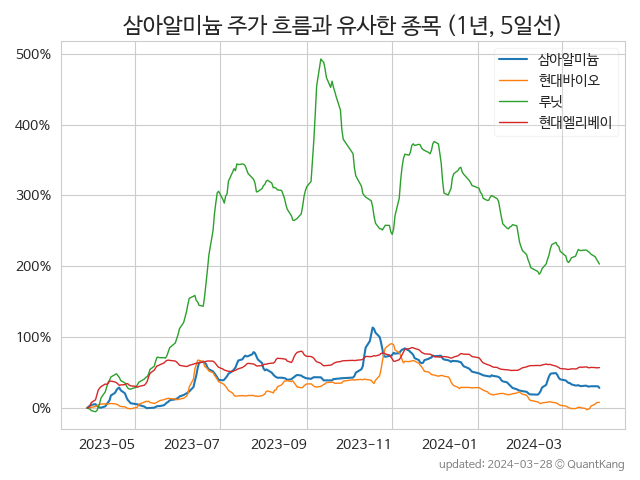 삼아알미늄 주가 흐름과 유사한 종목 (1년, 5일선)
500%
400%
300%
200%
100%
0%
삼아알미늄
현대바이오
루닛
현대엘리베이
2023-05
2023-07
2023-09
2023-11
2024-01
2024-03
updated: 2024-03-28 © QuantKang